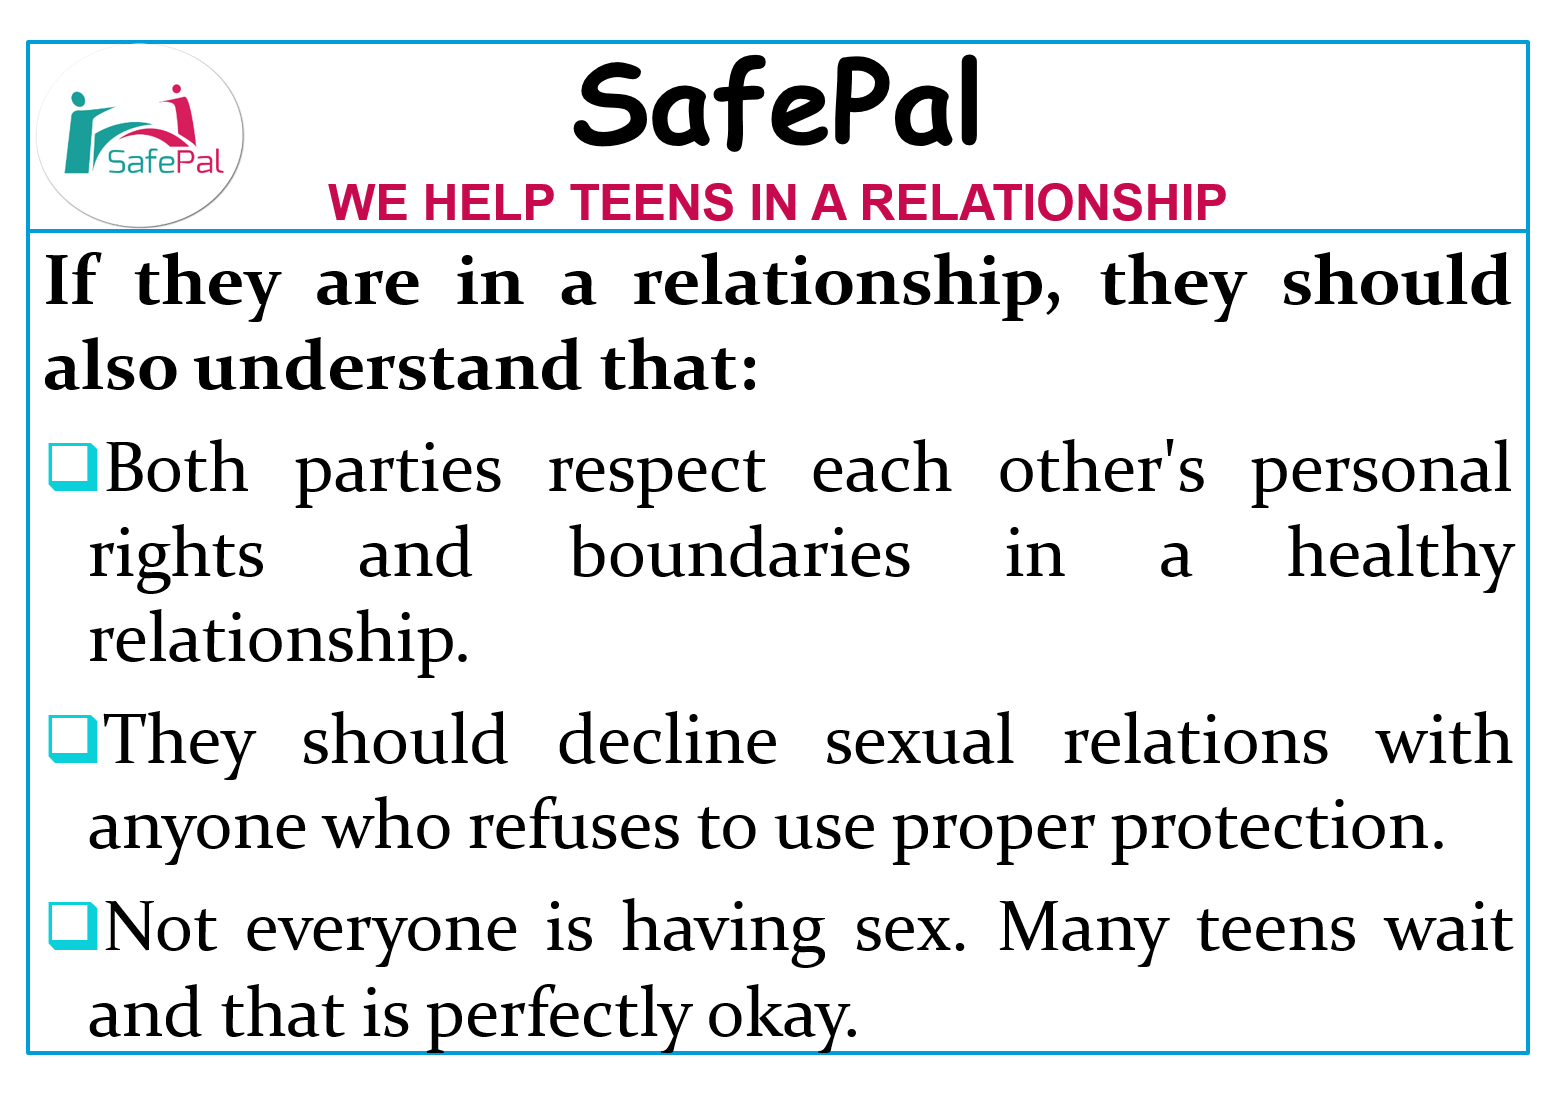 SafePal
SafePal
WE HELP TEENS IN A RELATIONSHIP
If they are in a relationship, they should
also understand that:
Both parties respect each other's personal
rights and boundaries in a healthy
relationship.
They should decline sexual relations with
anyone who refuses to use proper protection.
Not everyone is having sex. Many teens wait
and that is perfectly okay.